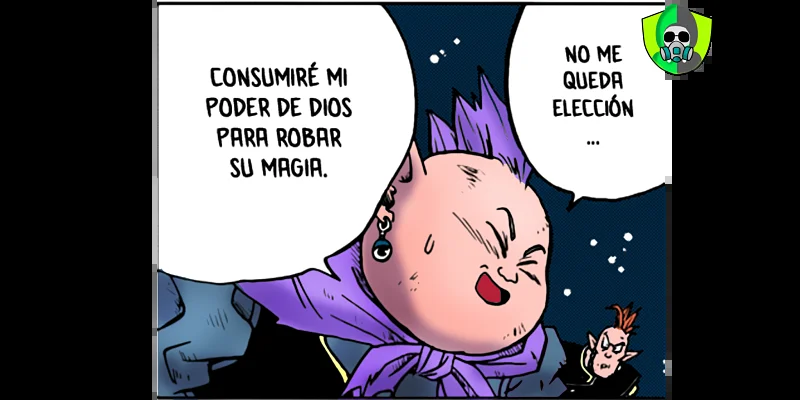 NO ME
QUEDA
ELECCIÓN
...
CONSUMIRÉ MI
PODER DE DIOS
PARA ROBAR
SU MAGIA.